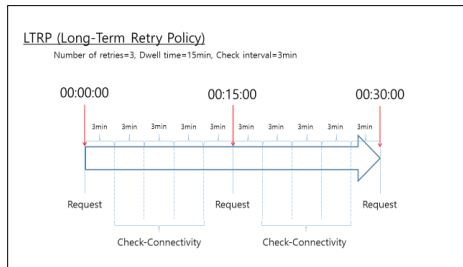 LTRP (Long-Term Retry Policy)
Number of retries=3, Dwell time=15min, Check interval=3min
00:00:00 00:15:00 00:30:00
3min 3min 3min 3min 3min 3min 3min 3min 3min 3min
Request Request Request
Check-Connectivity Check-Connectivity